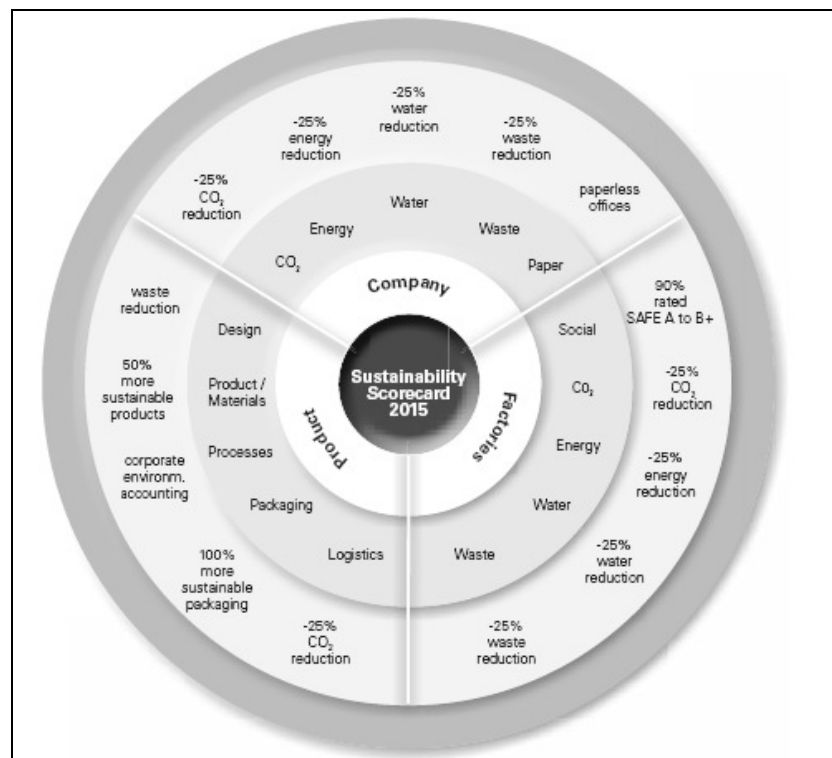 -25%
water
reduction
-25%
energy
reduction
-25%
waste
reduction
-25%
CO₂
reduction
paperless
offices
Water
Energy
Waste
CO₂
Paper
Company
90%
rated
SAFE A to B+
-25%
CO₂
reduction
-25%
energy
reduction
-25%
water
reduction
-25%
waste
reduction
Social
Co₂
Energy
Water
Waste
Factories
waste
reduction
50%
more
sustainable
products
corporate
environm.
accounting
100%
more
sustainable
packaging
-25%
CO₂
reduction
Design
Product /
Materials
Processes
Packaging
Logistics
Product
Sustainability
Scorecard
2015